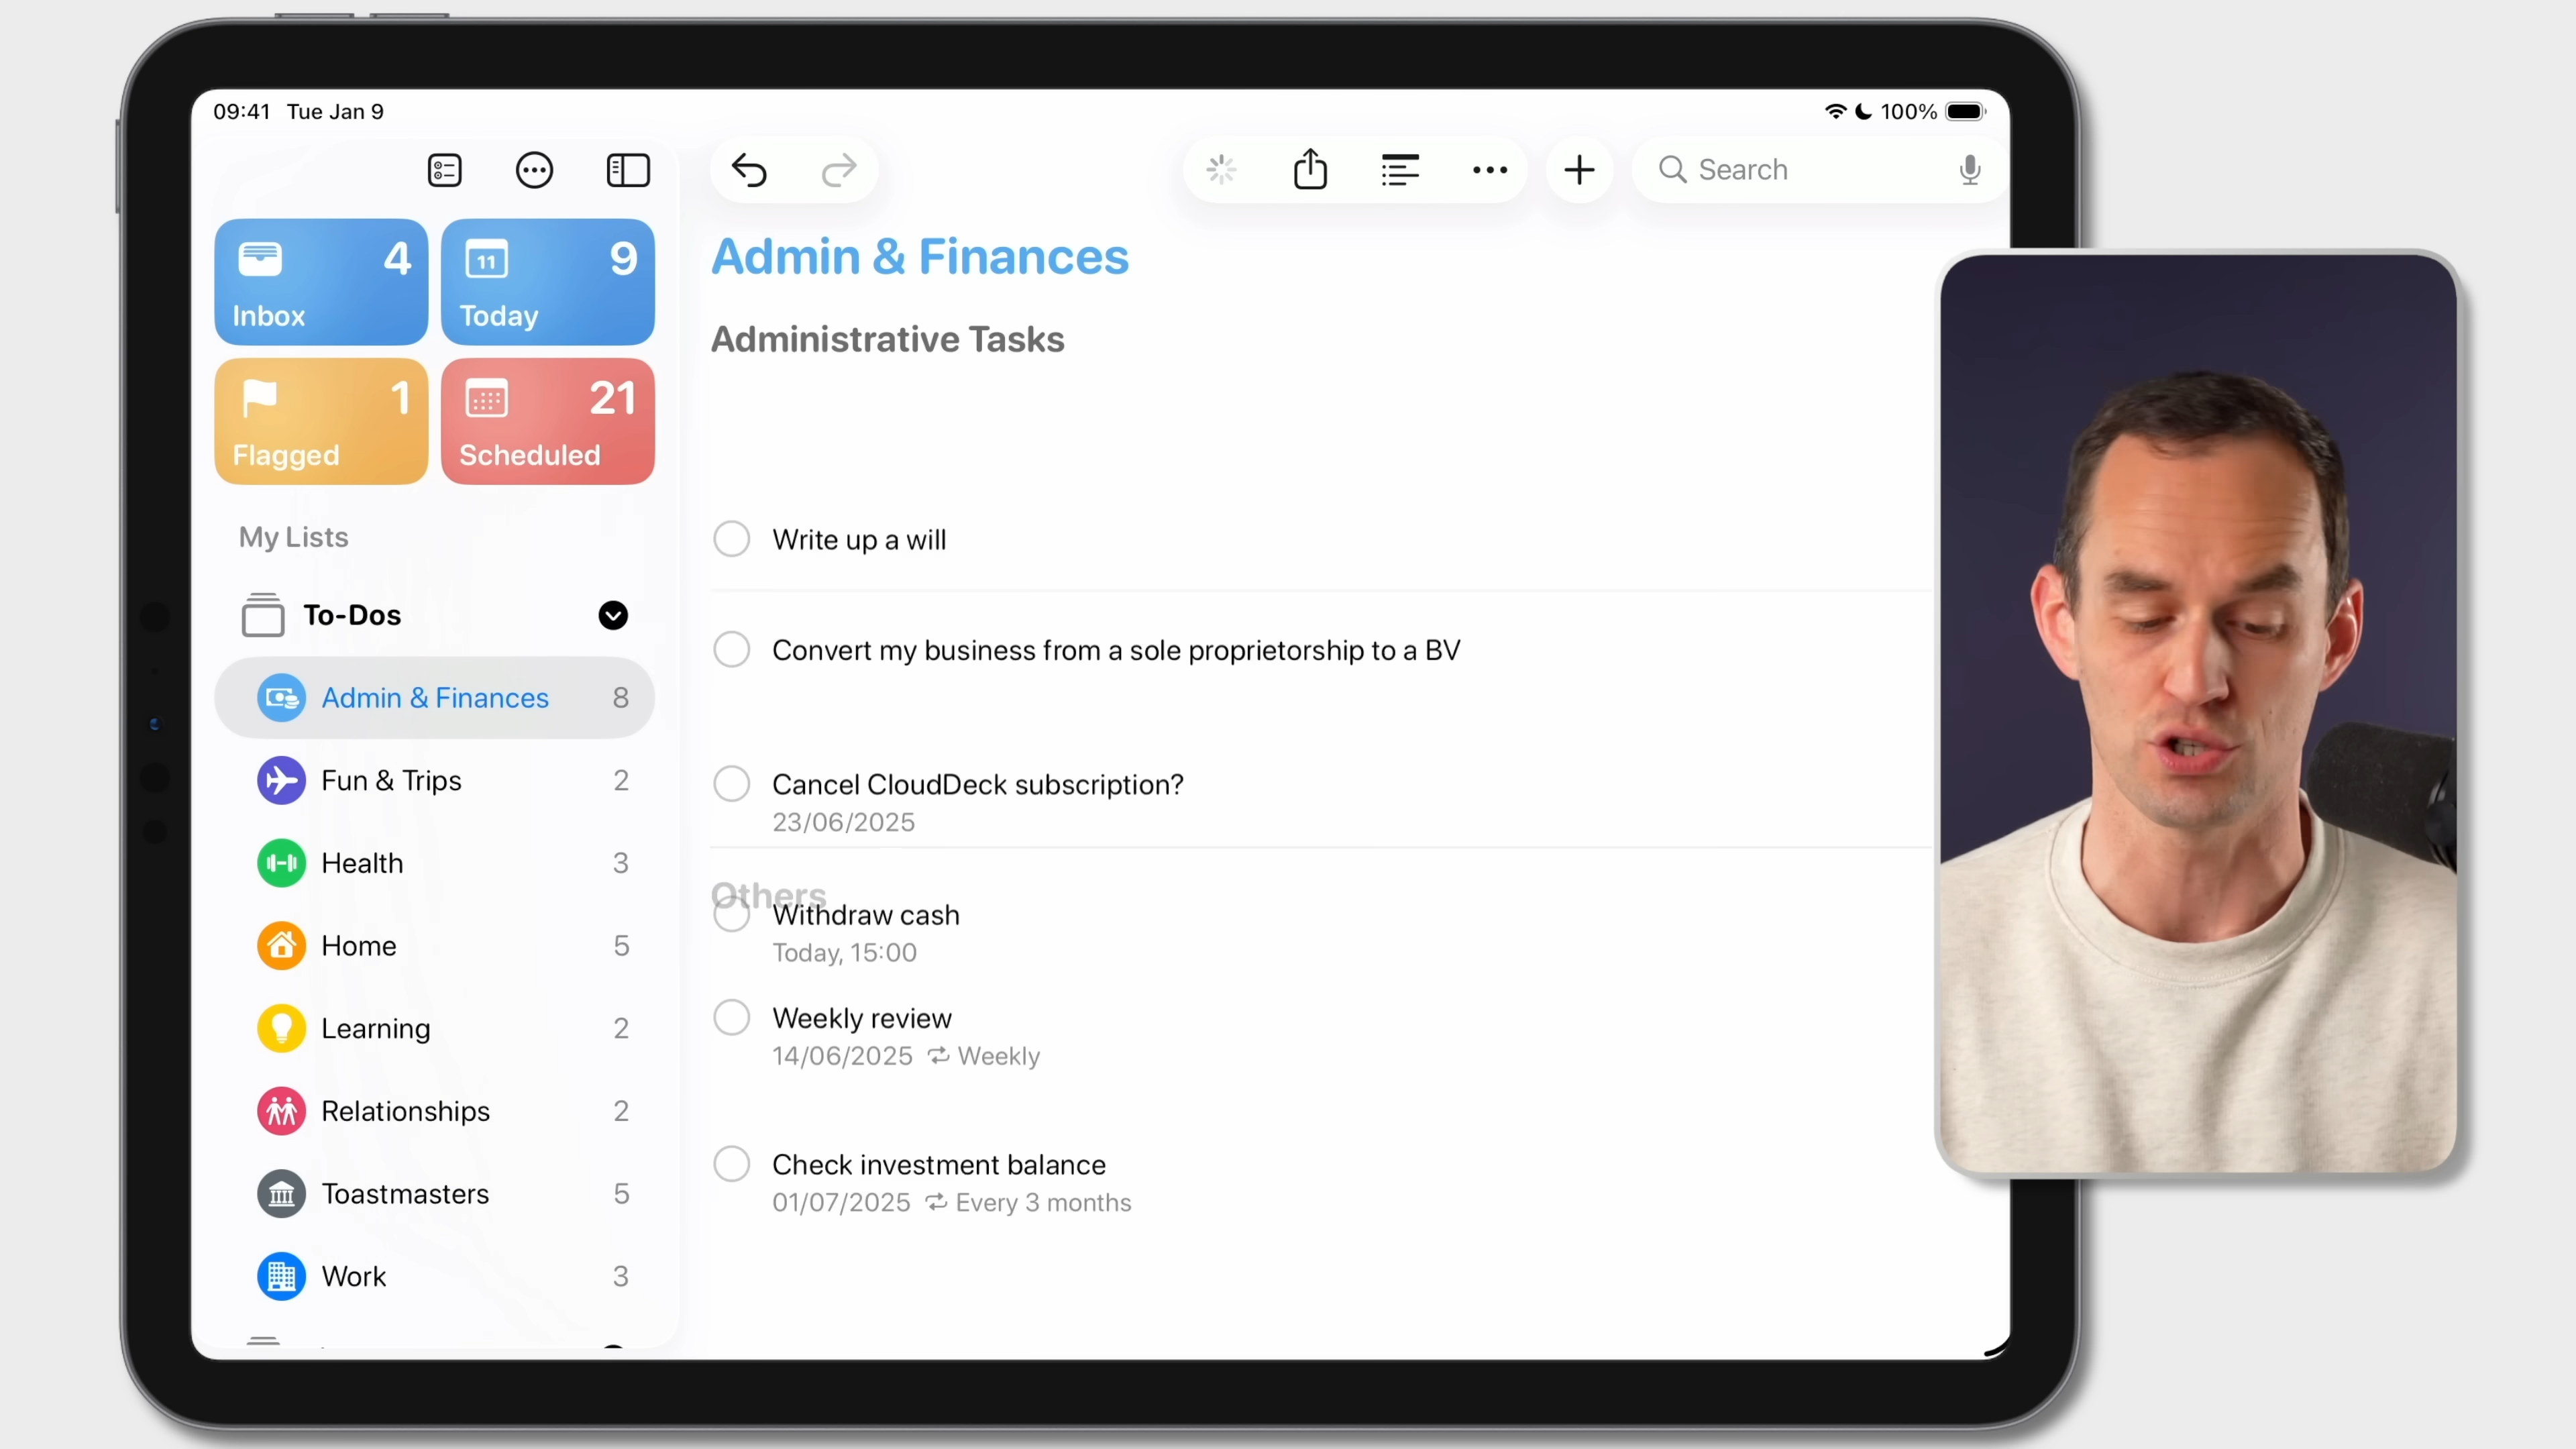 09:41 Tue Jan 9
100%
Search
4
Inbox
11
9
Today
1
Flagged
21
Scheduled
My Lists
To-Dos
Admin & Finances 8
Fun & Trips 2
Health 3
Home 5
Learning 2
Relationships 2
Toastmasters 5
Work 3
Admin & Finances
Administrative Tasks
Write up a will
Convert my business from a sole proprietorship to a BV
Cancel CloudDeck subscription?
23/06/2025
Others
Withdraw cash
Today, 15:00
Weekly review
14/06/2025 Weekly
Check investment balance
01/07/2025 Every 3 months